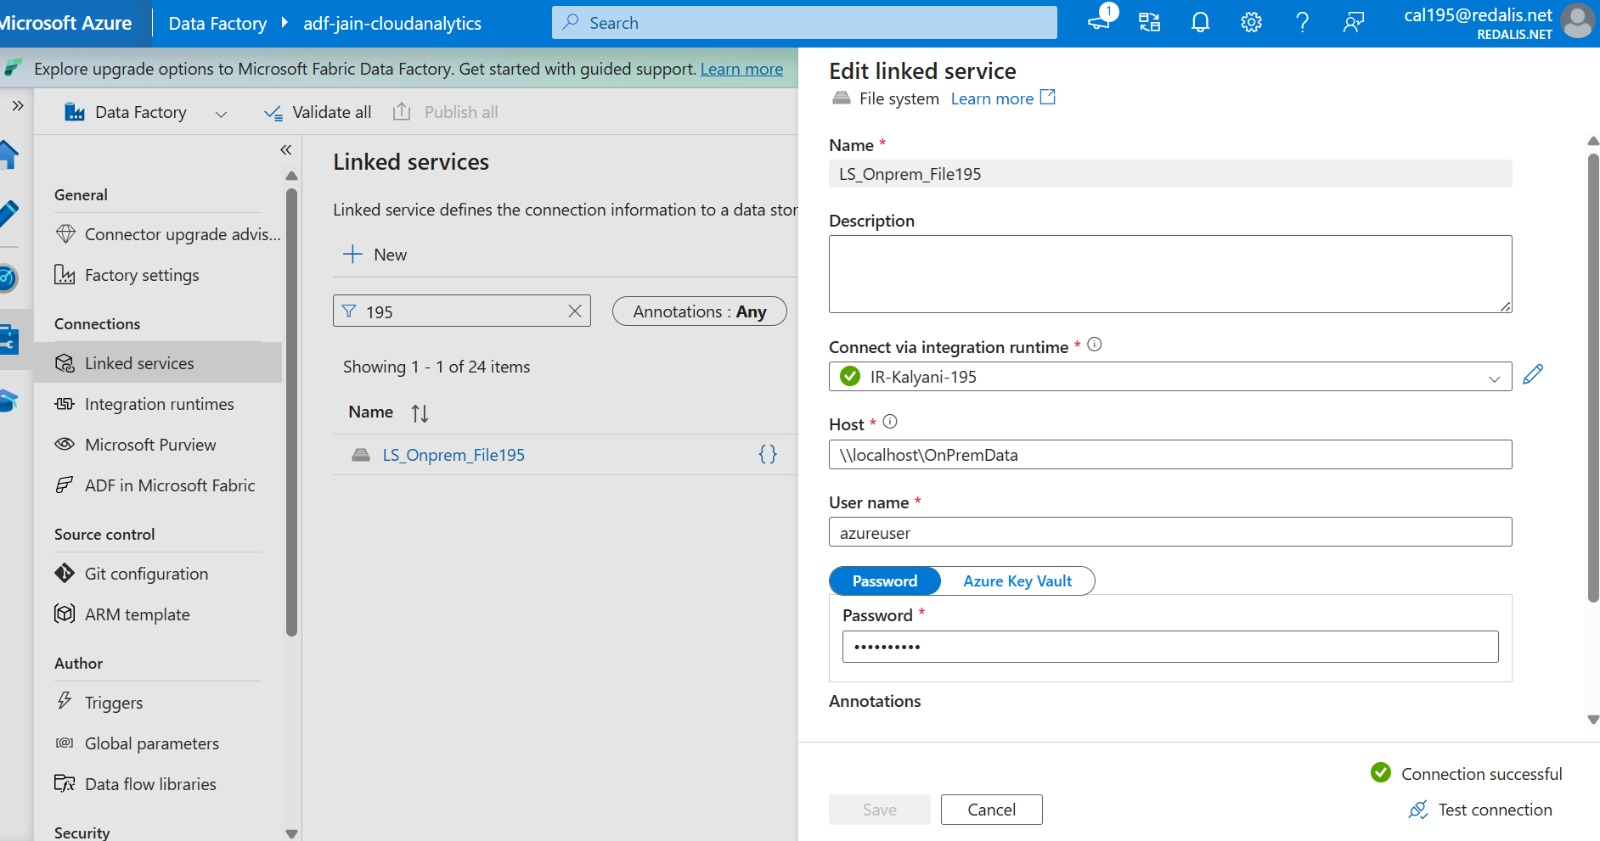 Microsoft Azure
Data Factory
adf-jain-cloudanalytics
Search
1
cal195@redalis.net
REDALIS.NET
Explore upgrade options to Microsoft Fabric Data Factory. Get started with guided support. Learn more
Data Factory
Validate all
Publish all
General
Connector upgrade advis...
Factory settings
Connections
Linked services
Integration runtimes
Microsoft Purview
ADF in Microsoft Fabric
Source control
Git configuration
ARM template
Author
Triggers
Global parameters
Data flow libraries
Security
Linked services
Linked service defines the connection information to a data stor
New
195
Annotations : Any
Showing 1 - 1 of 24 items
Name
LS_Onprem_File195
{}
Edit linked service
File system Learn more
Name *
LS_Onprem_File195
Description
Connect via integration runtime *
IR-Kalyani-195
Host *
\\localhost\OnPremData
User name *
azureuser
Password
Azure Key Vault
Password *
••••••••••
Annotations
Connection successful
Save
Cancel
Test connection